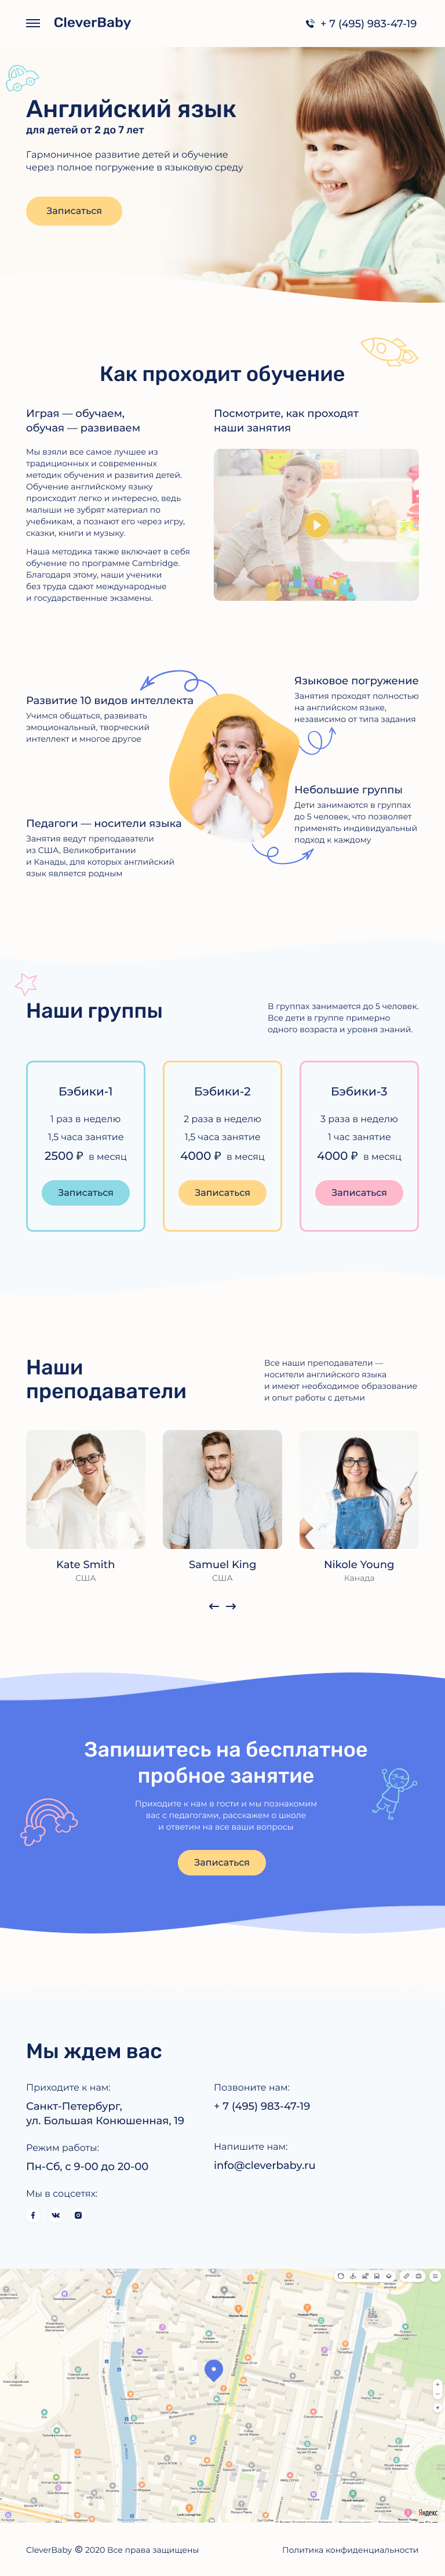 CleverBaby
+ 7 (495) 983-47-19
Английский язык
для детей от 2 до 7 лет
Гармоничное развитие детей и обучение
через полное погружение в языковую среду
Записаться
Как проходит обучение
Играя — обучаем,
обучая — развиваем
Мы взяли все самое лучшее из
традиционных и современных
методик обучения и развития детей.
Обучение английскому языку
происходит легко и интересно, ведь
малыши не зубрят материал по
учебникам, а познают его через игру,
сказки, книги и музыку.
Наша методика также включает в себя
обучение по программе Cambridge.
Благодаря этому, наши ученики
без труда сдают международные
и государственные экзамены.
Посмотрите, как проходят
наши занятия
Развитие 10 видов интеллекта
Учимся общаться, развивать
эмоциональный, творческий
интеллект и многое другое
Языковое погружение
Занятия проходят полностью
на английском языке,
независимо от типа задания
Педагоги — носители языка
Занятия ведут преподаватели
из США, Великобритании
и Канады, для которых английский
язык является родным
Небольшие группы
Дети занимаются в группах
до 5 человек, что позволяет
применять индивидуальный
подход к каждому
Наши группы
В группах занимается до 5 человек.
Все дети в группе примерно
одного возраста и уровня знаний.
Бэбики-1
1 раз в неделю
1,5 часа занятие
2500 ₽ в месяц
Записаться
Бэбики-2
2 раза в неделю
1,5 часа занятие
4000 ₽ в месяц
Записаться
Бэбики-3
3 раза в неделю
1 час занятие
4000 ₽ в месяц
Записаться
Наши
преподаватели
Все наши преподаватели —
носители английского языка
и имеют необходимое образование
и опыт работы с детьми
Kate Smith
США
Samuel King
США
Nikole Young
Канада
Запишитесь на бесплатное
пробное занятие
Приходите к нам в гости и мы познакомим
вас с педагогами, расскажем о школе
и ответим на все ваши вопросы
Записаться
Мы ждем вас
Приходите к нам:
Санкт-Петербург,
ул. Большая Конюшенная, 19
Режим работы:
Пн-Сб, с 9-00 до 20-00
Мы в соцсетях:
Позвоните нам:
+ 7 (495) 983-47-19
Напишите нам:
info@cleverbaby.ru
Яндекс
CleverBaby © 2020 Все права защищены
Политика конфиденциальности